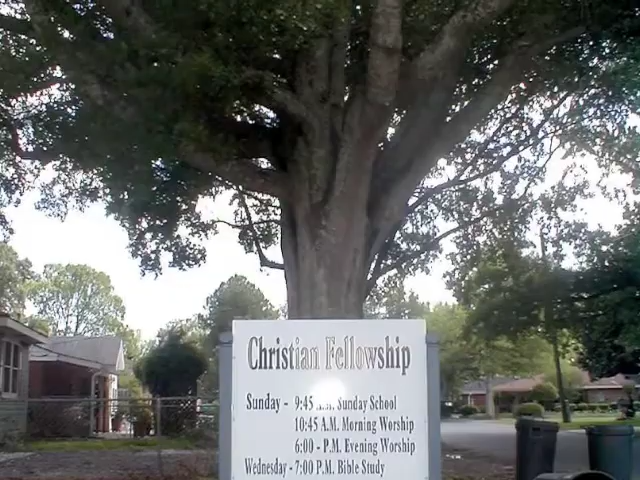 Christian Fellowship
Sunday - 9:45 A.M. Sunday School
10:45 A.M. Morning Worship
6:00 - P.M. Evening Worship
Wednesday - 7:00 P.M. Bible Study